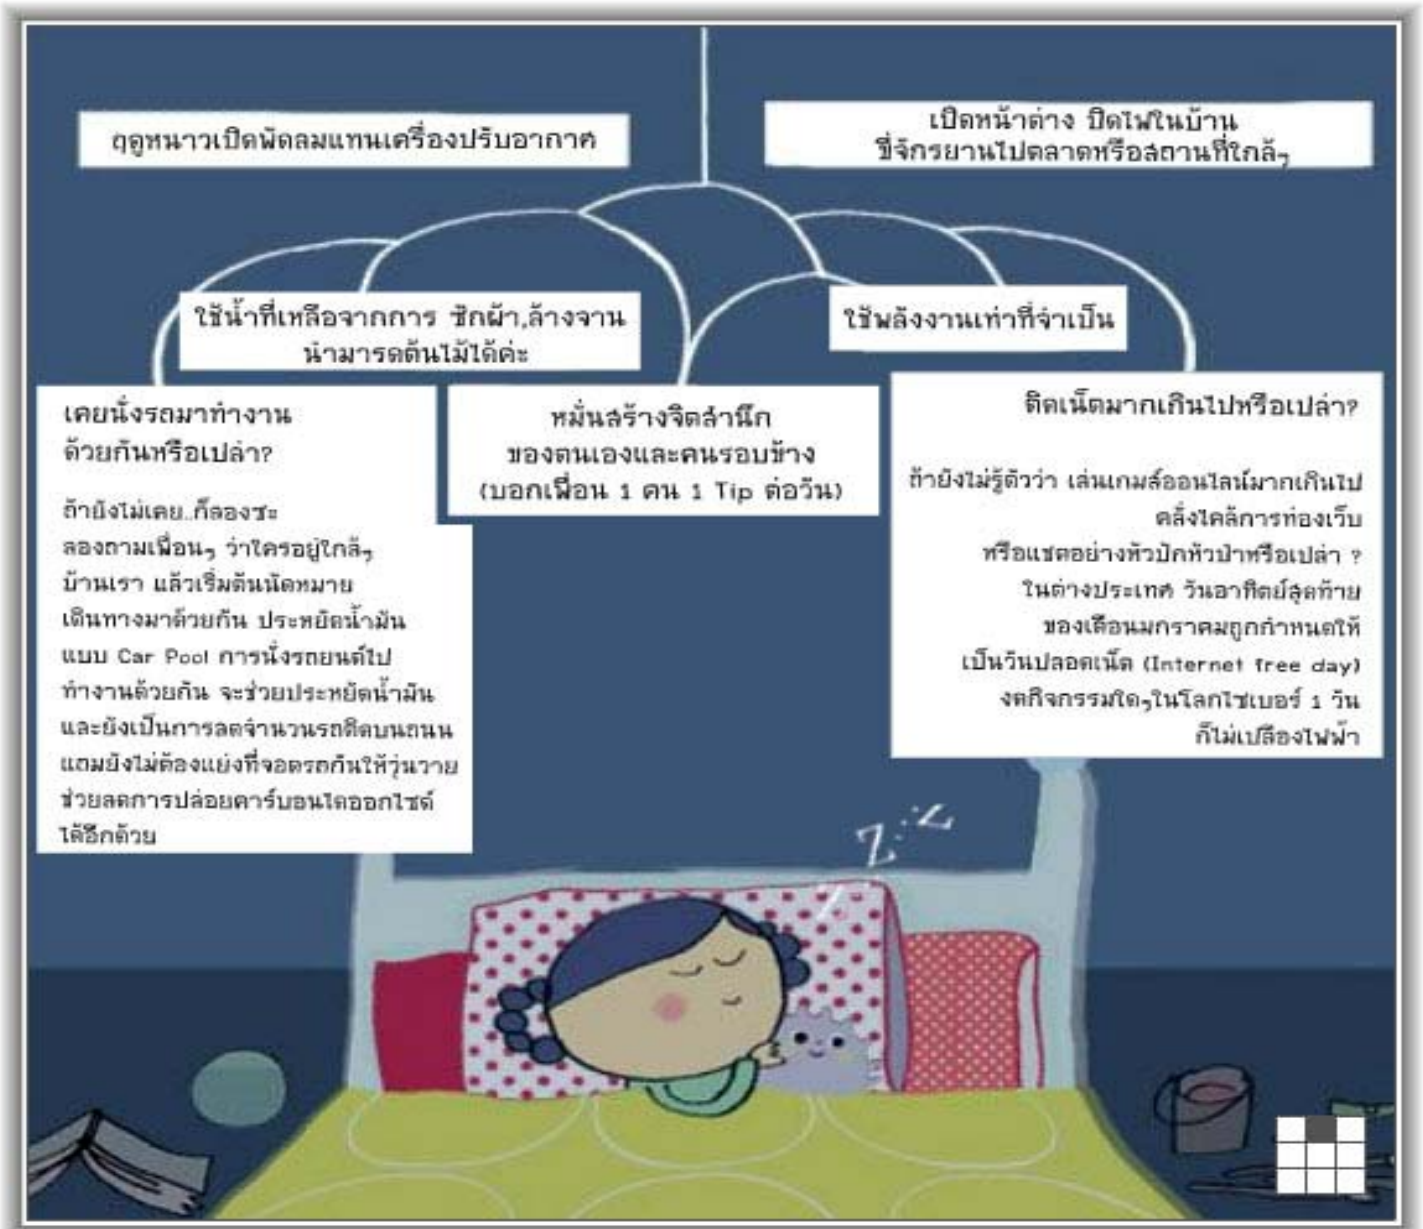 ฤดูหนาวเปิดพัดลมแทนเครื่องปรับอากาศ
เปิดหน้าต่าง ปิดไฟในบ้าน
ขี่จักรยานไปตลาดหรือสถานที่ใกล้ๆ
ใช้น้ำที่เหลือจากการ ซักผ้า,ล้างจาน
นำมารดต้นไม้ได้ค่ะ
ใช้พลังงานเท่าที่จำเป็น
เคยนั่งรถมาทำงาน
ด้วยกันหรือเปล่า?
ถ้ายังไม่เคย..ก็ลองซะ
ลองถามเพื่อนๆ ว่าใครอยู่ใกล้ๆ
บ้านเรา แล้วเริ่มต้นนัดหมาย
เดินทางมาด้วยกัน ประหยัดน้ำมัน
แบบ Car Pool การนั่งรถยนต์ไป
ทำงานด้วยกัน จะช่วยประหยัดน้ำมัน
และยังเป็นการลดจำนวนรถติดบนถนน
แถมยังไม่ต้องแย่งที่จอดรถกันให้วุ่นวาย
ช่วยลดการปล่อยคาร์บอนไดออกไซด์
ได้อีกด้วย
หมั่นสร้างจิตสำนึก
ของตนเองและคนรอบข้าง
(บอกเพื่อน 1 คน 1 Tip ต่อวัน)
ติดเน็ตมากเกินไปหรือเปล่า?
ถ้ายังไม่รู้ตัวว่า เล่นเกมส์ออนไลน์มากเกินไป
คลั่งไคล้การท่องเว็บ
หรือแชตอย่างหัวปักหัวปำหรือเปล่า ?
ในต่างประเทศ วันอาทิตย์สุดท้าย
ของเดือนมกราคมถูกกำหนดให้
เป็นวันปลอดเน็ต (Internet free day)
งดกิจกรรมใดๆในโลกไซเบอร์ 1 วัน
ก็ไม่เปลืองไฟฟ้า
Z...Z